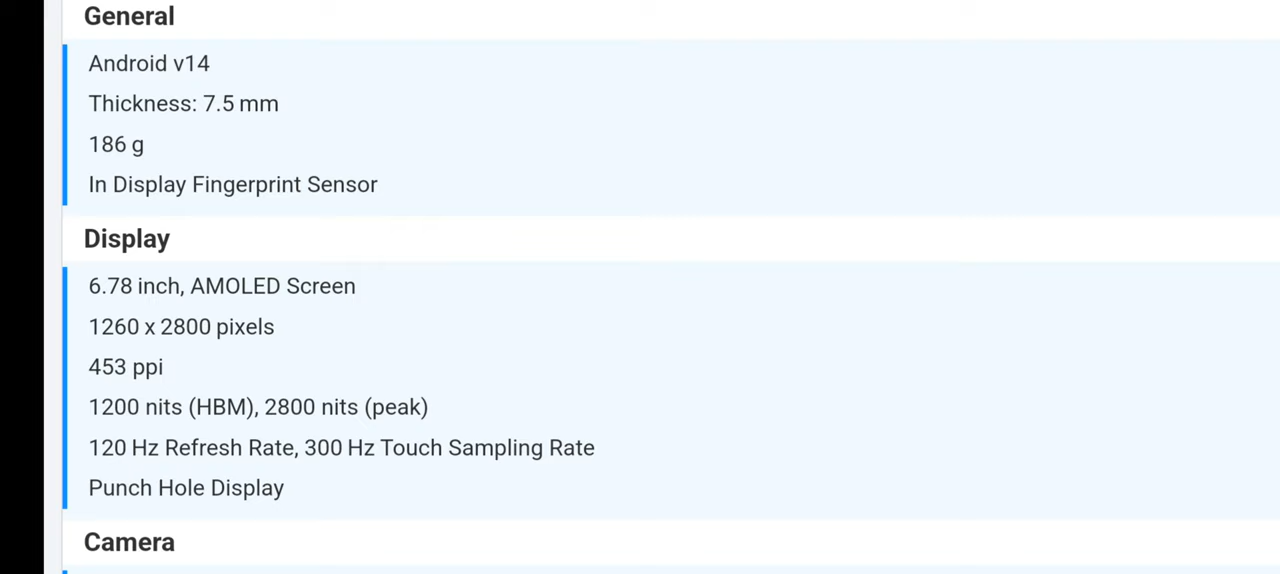 General
Android v14
Thickness: 7.5 mm
186 g
In Display Fingerprint Sensor
Display
6.78 inch, AMOLED Screen
1260 x 2800 pixels
453 ppi
1200 nits (HBM), 2800 nits (peak)
120 Hz Refresh Rate, 300 Hz Touch Sampling Rate
Punch Hole Display
Camera